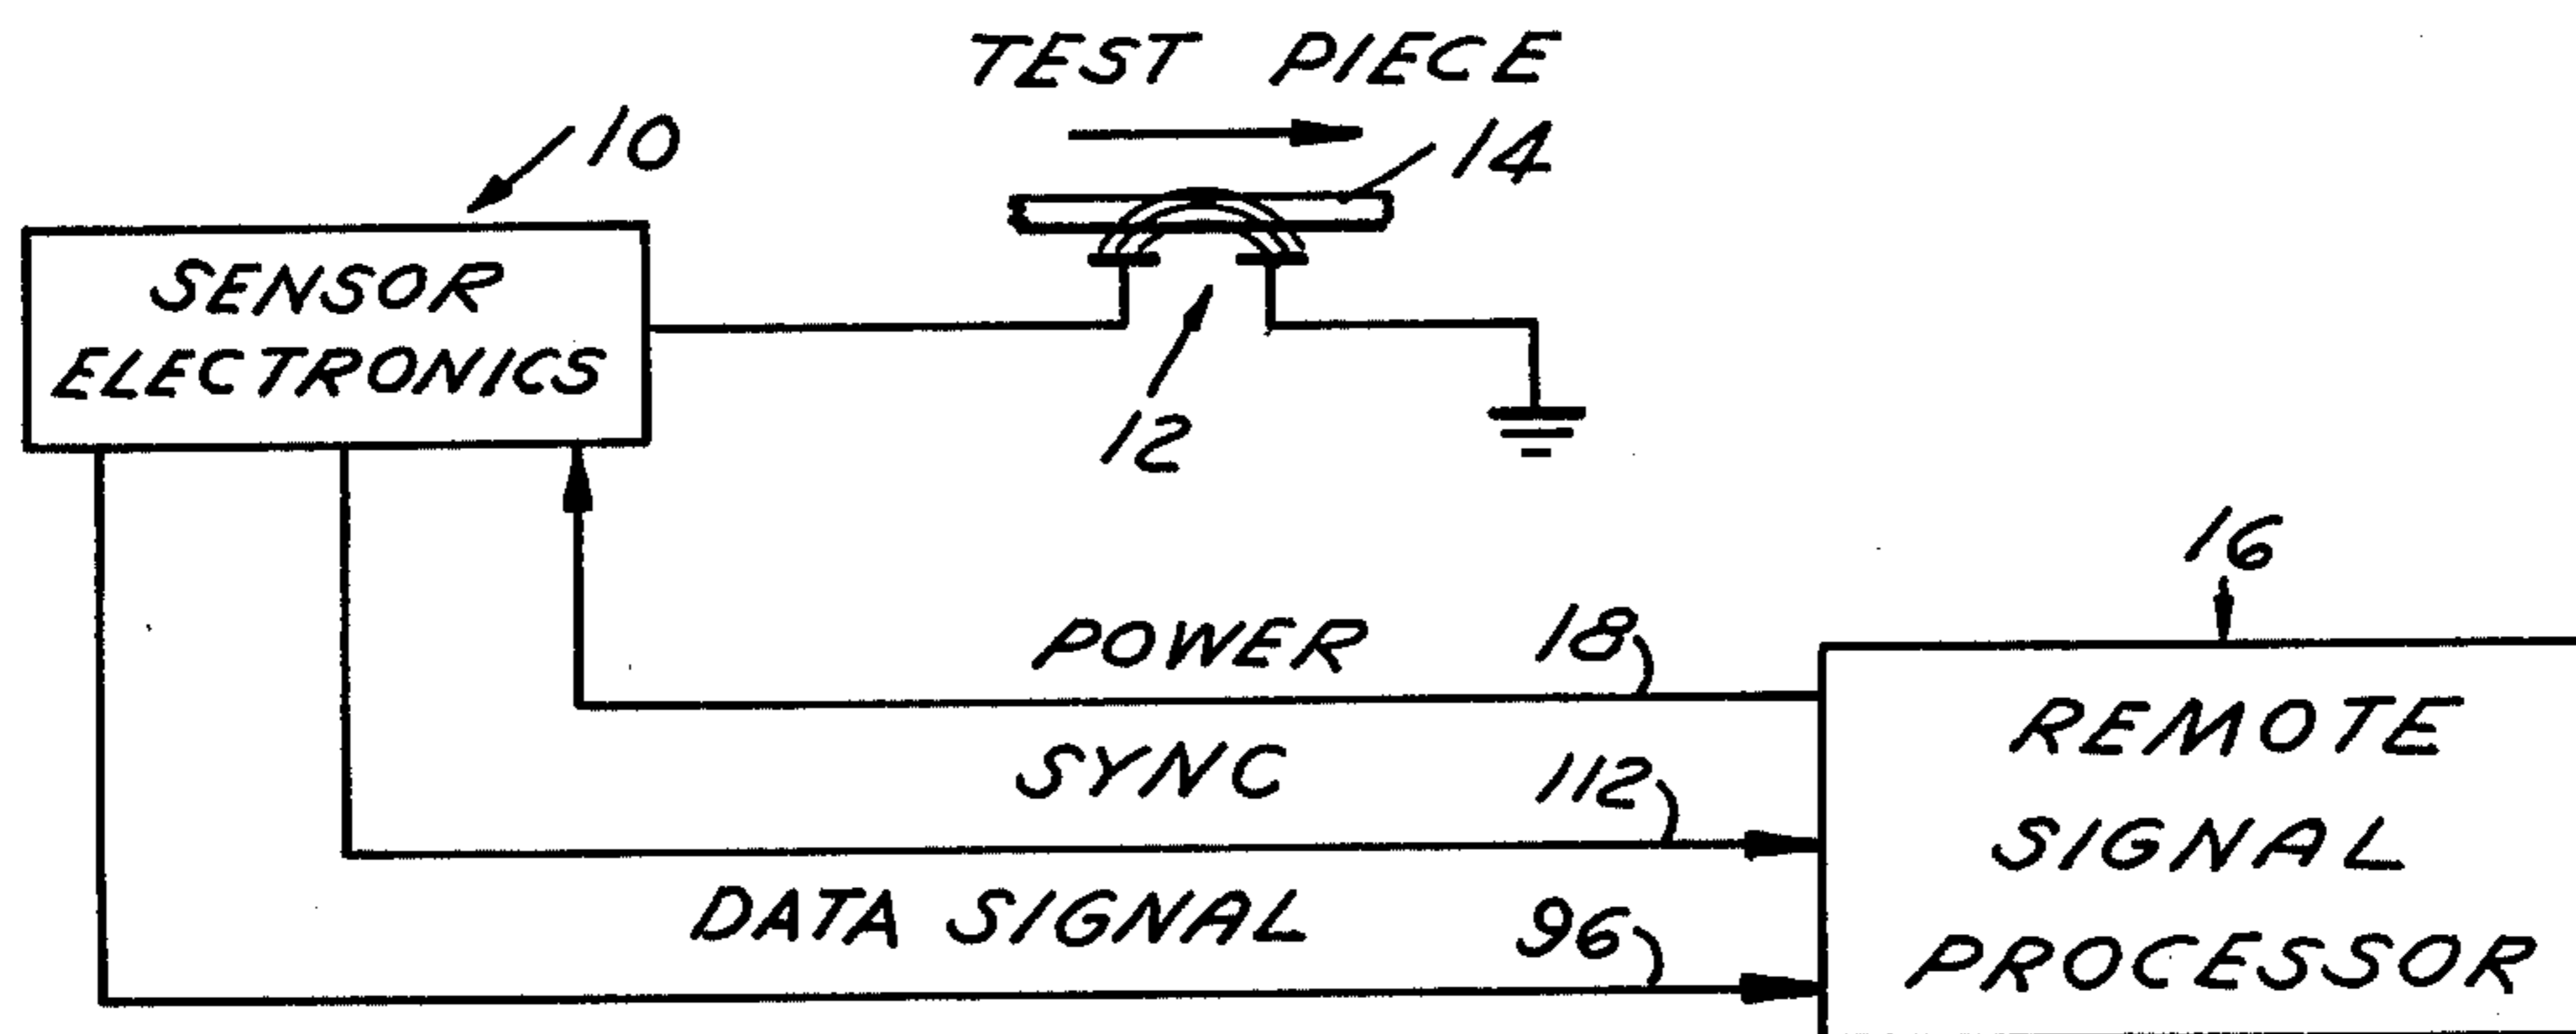 TEST PIECE
10
14
SENSOR
ELECTRONICS
12
16
POWER 18
REMOTE
SYNC 112
SIGNAL
DATA SIGNAL 96
PROCESSOR